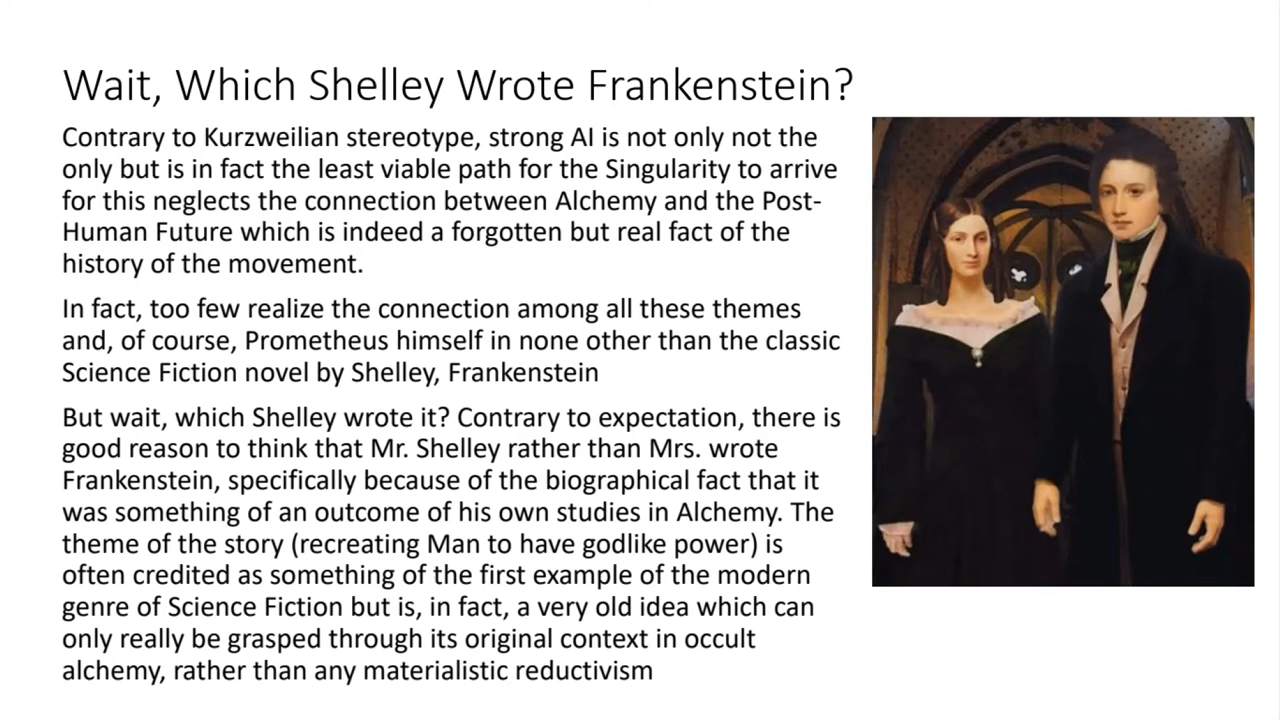 Wait, Which Shelley Wrote Frankenstein?
Contrary to Kurzweilian stereotype, strong AI is not only not the
only but is in fact the least viable path for the Singularity to arrive
for this neglects the connection between Alchemy and the Post-
Human Future which is indeed a forgotten but real fact of the
history of the movement.
In fact, too few realize the connection among all these themes
and, of course, Prometheus himself in none other than the classic
Science Fiction novel by Shelley, Frankenstein
But wait, which Shelley wrote it? Contrary to expectation, there is
good reason to think that Mr. Shelley rather than Mrs. wrote
Frankenstein, specifically because of the biographical fact that it
was something of an outcome of his own studies in Alchemy. The
theme of the story (recreating Man to have godlike power) is
often credited as something of the first example of the modern
genre of Science Fiction but is, in fact, a very old idea which can
only really be grasped through its original context in occult
alchemy, rather than any materialistic reductivism